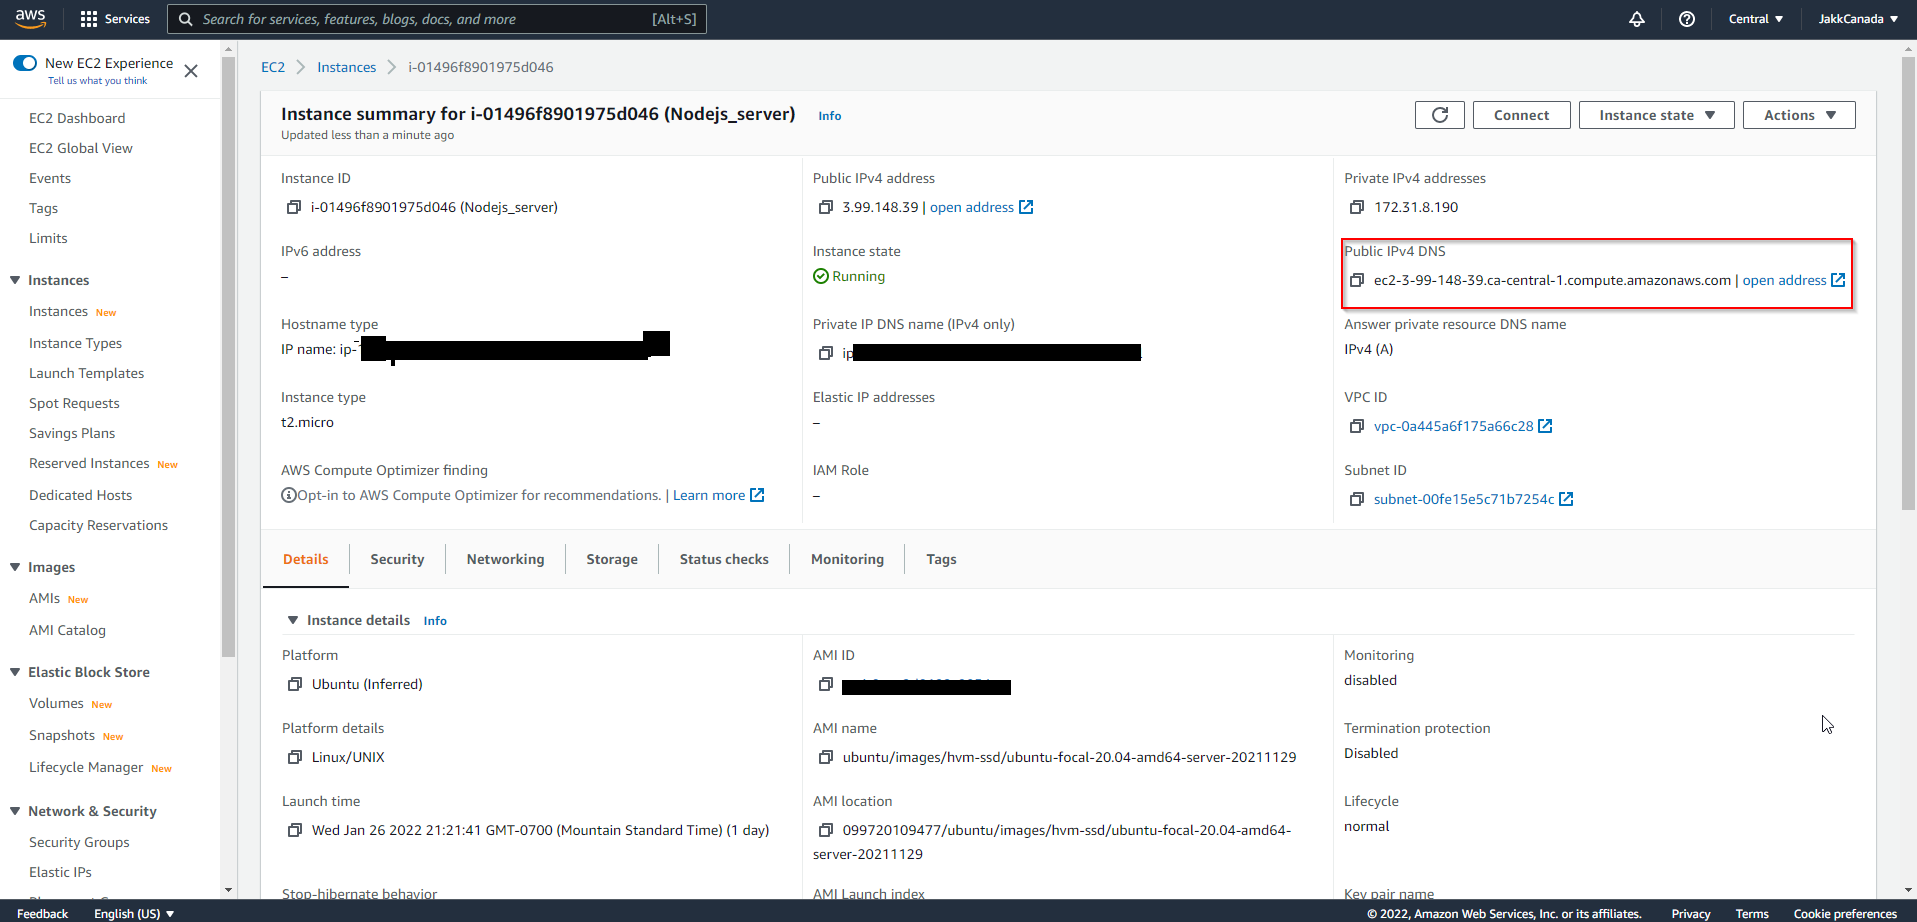 aws
Services
Search for services, features, blogs, docs, and more [Alt+S]
Central
JakkCanada
New EC2 Experience
Tell us what you think
EC2 Dashboard
EC2 Global View
Events
Tags
Limits
Instances
Instances New
Instance Types
Launch Templates
Spot Requests
Savings Plans
Reserved Instances New
Dedicated Hosts
Capacity Reservations
Images
AMIs New
AMI Catalog
Elastic Block Store
Volumes New
Snapshots New
Lifecycle Manager New
Network & Security
Security Groups
Elastic IPs
EC2 > Instances > i-01496f8901975d046
Instance summary for i-01496f8901975d046 (Nodejs_server) Info
Updated less than a minute ago
Connect
Instance state
Actions
Instance ID
i-01496f8901975d046 (Nodejs_server)
Public IPv4 address
3.99.148.39 | open address
Private IPv4 addresses
172.31.8.190
IPv6 address
–
Instance state
Running
Public IPv4 DNS
ec2-3-99-148-39.ca-central-1.compute.amazonaws.com | open address
Hostname type
IP name: ip-
Private IP DNS name (IPv4 only)
ip
Answer private resource DNS name
IPv4 (A)
Instance type
t2.micro
Elastic IP addresses
–
VPC ID
vpc-0a445a6f175a66c28
AWS Compute Optimizer finding
Opt-in to AWS Compute Optimizer for recommendations. | Learn more
IAM Role
–
Subnet ID
subnet-00fe15e5c71b7254c
Details
Security
Networking
Storage
Status checks
Monitoring
Tags
Instance details Info
Platform
Ubuntu (Inferred)
AMI ID
Monitoring
disabled
Platform details
Linux/UNIX
AMI name
ubuntu/images/hvm-ssd/ubuntu-focal-20.04-amd64-server-20211129
Termination protection
Disabled
Launch time
Wed Jan 26 2022 21:21:41 GMT-0700 (Mountain Standard Time) (1 day)
AMI location
099720109477/ubuntu/images/hvm-ssd/ubuntu-focal-20.04-amd64-
server-20211129
Lifecycle
normal
Stop-hibernate behavior
AMI Launch index
Key pair name
Feedback
English (US)
© 2022, Amazon Web Services, Inc. or its affiliates.
Privacy
Terms
Cookie preferences